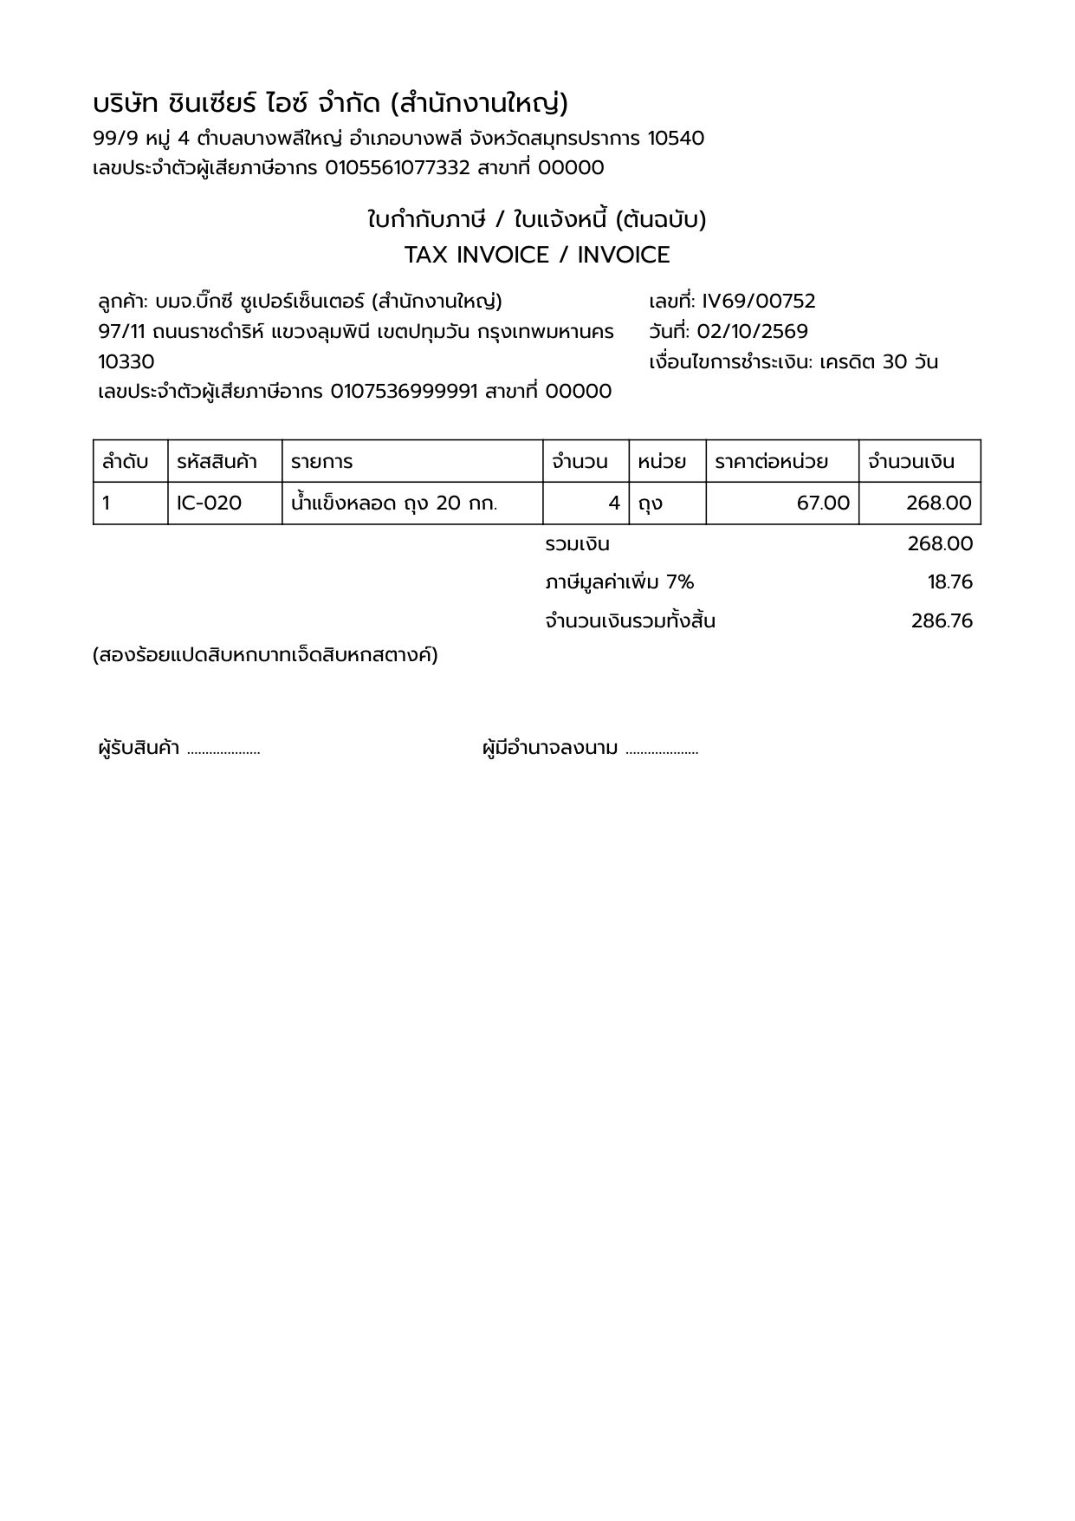 บริษัท ซินเซียร์ ไอซ์ จำกัด (สำนักงานใหญ่)
99/9 หมู่ 4 ตำบลบางพลีใหญ่ อำเภอบางพลี จังหวัดสมุทรปราการ 10540
เลขประจำตัวผู้เสียภาษีอากร 0105561077332 สาขาที่ 00000
ใบกำกับภาษี / ใบแจ้งหนี้ (ต้นฉบับ)
TAX INVOICE / INVOICE
ลูกค้า: บมจ.บิ๊กซี ซูเปอร์เซ็นเตอร์ (สำนักงานใหญ่)
97/11 ถนนราชดำริห์ แขวงลุมพินี เขตปทุมวัน กรุงเทพมหานคร
10330
เลขประจำตัวผู้เสียภาษีอากร 0107536999991 สาขาที่ 00000
เลขที่: IV69/00752
วันที่: 02/10/2569
เงื่อนไขการชำระเงิน: เครดิต 30 วัน
ลำดับ รหัสสินค้า รายการ จำนวน หน่วย ราคาต่อหน่วย จำนวนเงิน
1 IC-020 น้ำแข็งหลอด ถุง 20 กก. 4 ถุง 67.00 268.00
รวมเงิน 268.00
ภาษีมูลค่าเพิ่ม 7% 18.76
จำนวนเงินรวมทั้งสิ้น 286.76
(สองร้อยแปดสิบหกบาทเจ็ดสิบหกสตางค์)
ผู้รับสินค้า .................... ผู้มีอำนาจลงนาม ....................